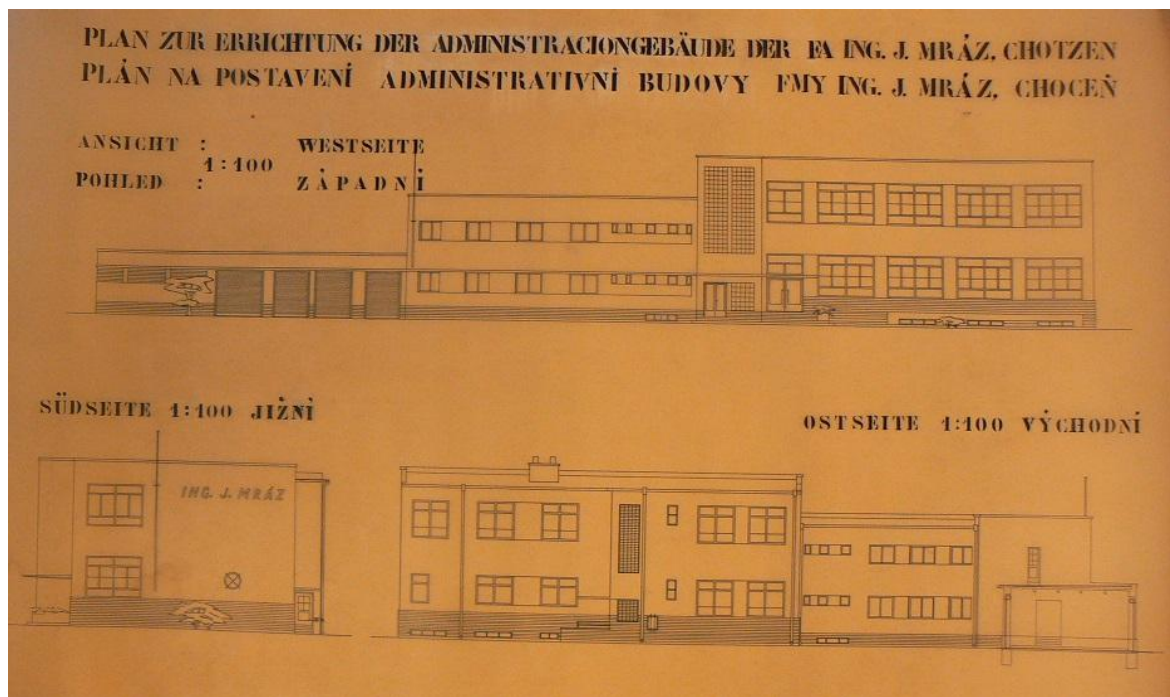 PLAN ZUR ERRICHTUNG DER ADMINISTRACIONGEBÄUDE DER FA ING. J. MRÁZ, CHOTZEN
PLÁN NA POSTAVENÍ ADMINISTRATIVNÍ BUDOVY FMY ING. J. MRÁZ, CHOCEŇ
ANSICHT : WESTSEITE
1:100
POHLED : ZÁPADNÍ
SÜDSEITE 1:100 JIŽNÍ
OSTSEITE 1:100 VÝCHODNÍ
ING. J. MRÁZ